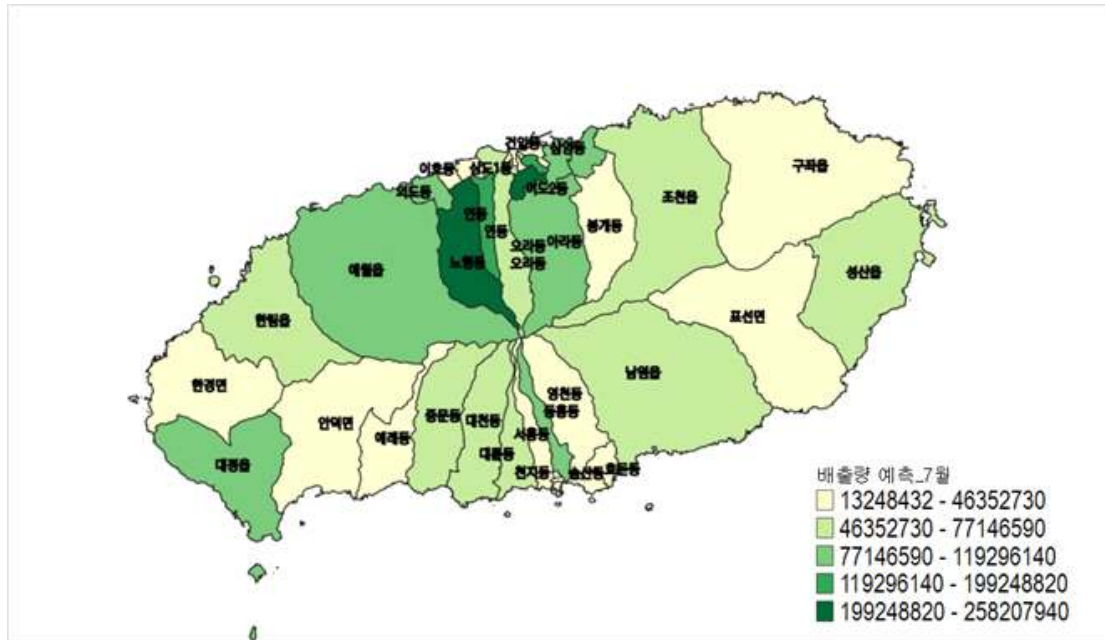 건입동
삼양동
구좌읍
이호동
삼도1동
외도동
이도2동
조천읍
연동
봉개동
연동
오라동
아라동
노형동
오라동
애월읍
성산읍
한림읍
표선면
한경면
남원읍
영천동
안덕면
예래동
중문동
대천동
동홍동
서홍동
대륜동
대정읍
천지동
송산동
효돈동
배출량 예측_7월
13248432 - 46352730
46352730 - 77146590
77146590 - 119296140
119296140 - 199248820
199248820 - 258207940